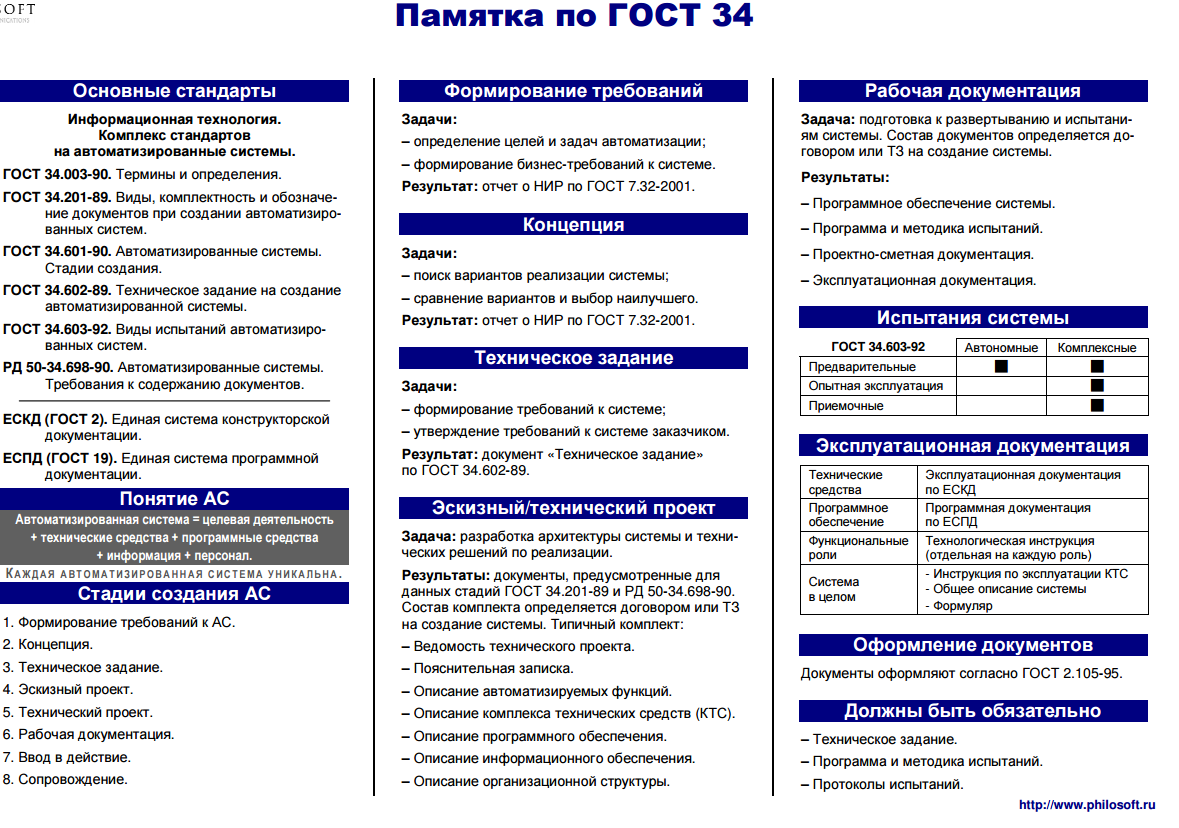 SOFT
Памятка по ГОСТ 34
Основные стандарты
Информационная технология.
Комплекс стандартов
на автоматизированные системы.
ГОСТ 34.003-90. Термины и определения.
ГОСТ 34.201-89. Виды, комплектность и обозначе-
ние документов при создании автоматизиро-
ванных систем.
ГОСТ 34.601-90. Автоматизированные системы.
Стадии создания.
ГОСТ 34.602-89. Техническое задание на создание
автоматизированной системы.
ГОСТ 34.603-92. Виды испытаний автоматизиро-
ванных систем.
РД 50-34.698-90. Автоматизированные системы.
Требования к содержанию документов.
ЕСКД (ГОСТ 2). Единая система конструкторской
документации.
ЕСПД (ГОСТ 19). Единая система программной
документации.
Понятие АС
Автоматизированная система = целевая деятельность
+ технические средства + программные средства
+ информация + персонал.
КАЖДАЯ АВТОМАТИЗИРОВАННАЯ СИСТЕМА УНИКАЛЬНА.
Стадии создания АС
1. Формирование требований к АС.
2. Концепция.
3. Техническое задание.
4. Эскизный проект.
5. Технический проект.
6. Рабочая документация.
7. Ввод в действие.
8. Сопровождение.
Формирование требований
Задачи:
– определение целей и задач автоматизации;
– формирование бизнес-требований к системе.
Результат: отчет о НИР по ГОСТ 7.32-2001.
Концепция
Задачи:
– поиск вариантов реализации системы;
– сравнение вариантов и выбор наилучшего.
Результат: отчет о НИР по ГОСТ 7.32-2001.
Техническое задание
Задачи:
– формирование требований к системе;
– утверждение требований к системе заказчиком.
Результат: документ «Техническое задание»
по ГОСТ 34.602-89.
Эскизный/технический проект
Задача: разработка архитектуры системы и техни-
ческих решений по реализации.
Результаты: документы, предусмотренные для
данных стадий ГОСТ 34.201-89 и РД 50-34.698-90.
Состав комплекта определяется договором или ТЗ
на создание системы. Типичный комплект:
– Ведомость технического проекта.
– Пояснительная записка.
– Описание автоматизируемых функций.
– Описание комплекса технических средств (КТС).
– Описание программного обеспечения.
– Описание информационного обеспечения.
– Описание организационной структуры.
Рабочая документация
Задача: подготовка к развертыванию и испытани-
ям системы. Состав документов определяется до-
говором или ТЗ на создание системы.
Результаты:
– Программное обеспечение системы.
– Программа и методика испытаний.
– Проектно-сметная документация.
– Эксплуатационная документация.
Испытания системы
ГОСТ 34.603-92 Автономные Комплексные
Предварительные ■ ■
Опытная эксплуатация ■
Приемочные ■
Эксплуатационная документация
Технические Эксплуатационная документация
средства по ЕСКД
Программное Программная документация
обеспечение по ЕСПД
Функциональные Технологическая инструкция
роли (отдельная на каждую роль)
Система
в целом
- Инструкция по эксплуатации КТС
- Общее описание системы
- Формуляр
Оформление документов
Документы оформляют согласно ГОСТ 2.105-95.
Должны быть обязательно
– Техническое задание.
– Программа и методика испытаний.
– Протоколы испытаний.
http://www.philosoft.ru